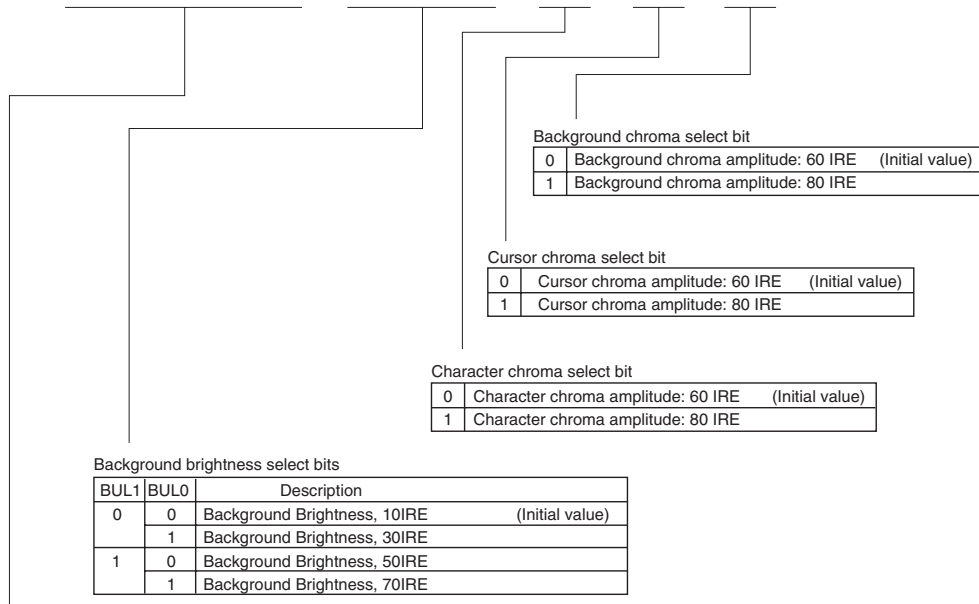 Background chroma select bit
0 Background chroma amplitude: 60 IRE (Initial value)
1 Background chroma amplitude: 80 IRE
Cursor chroma select bit
0 Cursor chroma amplitude: 60 IRE (Initial value)
1 Cursor chroma amplitude: 80 IRE
Character chroma select bit
0 Character chroma amplitude: 60 IRE (Initial value)
1 Character chroma amplitude: 80 IRE
Background brightness select bits
BUL1 BUL0 Description
0 0 Background Brightness, 10IRE (Initial value)
1 Background Brightness, 30IRE
1 0 Background Brightness, 50IRE
1 Background Brightness, 70IRE